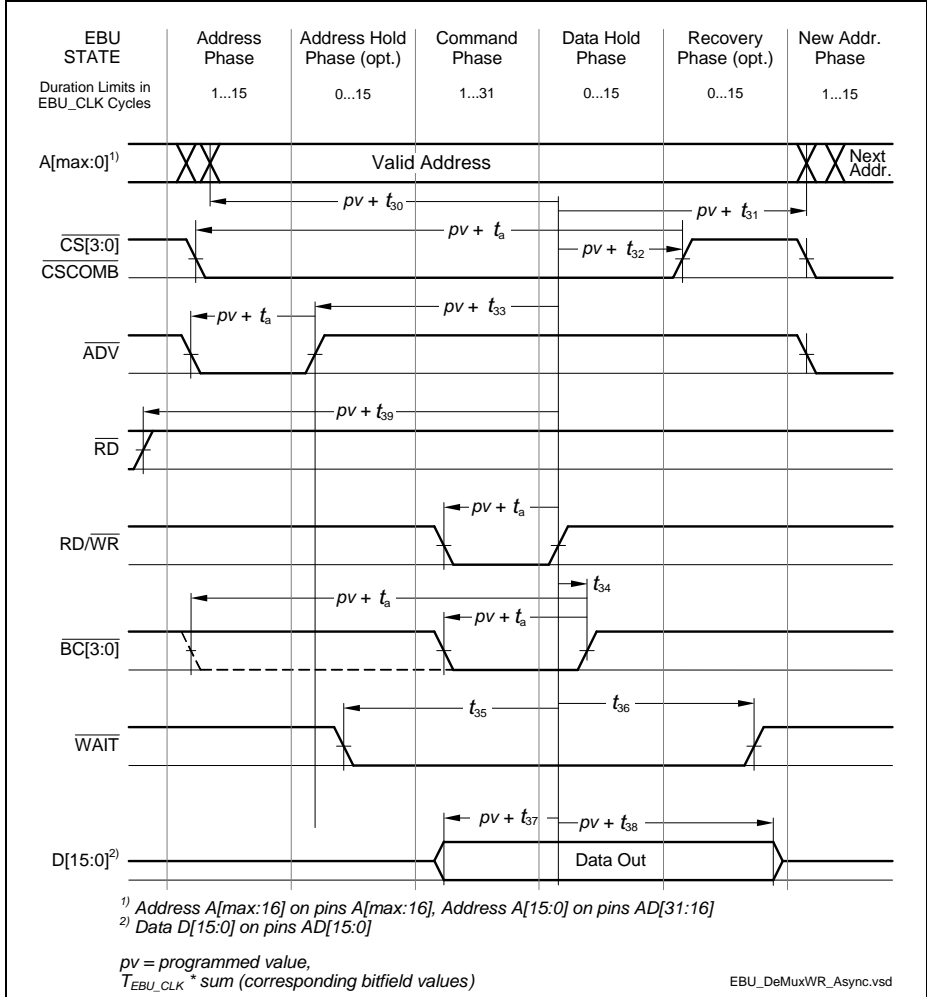 EBU STATE
Address Phase
Address Hold Phase (opt.)
Command Phase
Data Hold Phase
Recovery Phase (opt.)
New Addr. Phase
Duration Limits in EBU_CLK Cycles
1...15
0...15
1...31
0...15
0...15
1...15
A[max:0]1)
Valid Address
Next Addr.
pv + t30
pv + t31
pv + ta
CS[3:0]
CSCOMB
pv + t32
pv + t33
pv + ta
ADV
pv + t39
RD
pv + ta
RD/WR
t34
pv + ta
pv + ta
BC[3:0]
t35
t36
WAIT
pv + t37
pv + t38
D[15:0]2)
Data Out
1) Address A[max:16] on pins A[max:16], Address A[15:0] on pins AD[31:16]
2) Data D[15:0] on pins AD[15:0]
pv = programmed value,
TEBU_CLK * sum (corresponding bitfield values)
EBU_DeMuxWR_Async.vsd